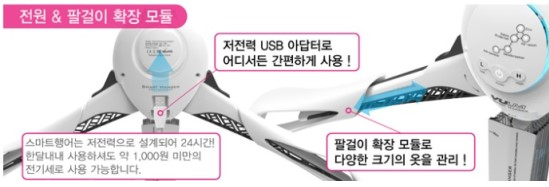 전원 & 팔걸이 확장 모듈
저전력 USB 아답터로
어디서든 간편하게 사용 !
스마트행어는 저전력으로 설계되어 24시간!!
한달내내 사용하셔도 약 1,000원 미만의
전기세로 사용 가능합니다.
팔걸이 확장 모듈로
다양한 크기의 옷을 관리 !